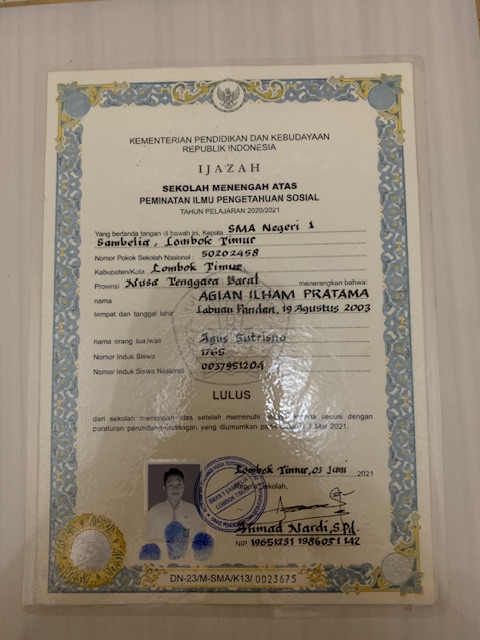 KEMENTERIAN PENDIDIKAN DAN KEBUDAYAAN
REPUBLIK INDONESIA
IJAZAH
SEKOLAH MENENGAH ATAS
PEMINATAN ILMU PENGETAHUAN SOSIAL
TAHUN PELAJARAN 2020/2021
Yang bertanda tangan di bawah ini, Kepala SMA Negeri 1
Sambelia, Lombok Timur
Nomor Pokok Sekolah Nasional : 50202458
Kabupaten/Kota Lombok Timur
Provinsi Nusa Tenggara Barat menerangkan bahwa:
nama AGIAN ILHAM PRATAMA
tempat dan tanggal lahir Labuan Pandan, 19 Agustus 2003
nama orang tua/wali Agus Sutrisno
Nomor Induk Siswa 1765
Nomor Induk Siswa Nasional 0037951204
LULUS
dari sekolah menengah atas setelah memenuhi kriteria sesuai dengan
peraturan perundang-undangan yang diumumkan pada 3 Mei 2021.
Lombok Timur, 03 Juni 2021
Kepala Sekolah,
SMAN 1 SAMBELIA
LOMBOK TIMUR
Ahmad Nardi, S.Pd.
NIP. 19651231 198605 1 142
DN-23/M-SMA/K13/0023675